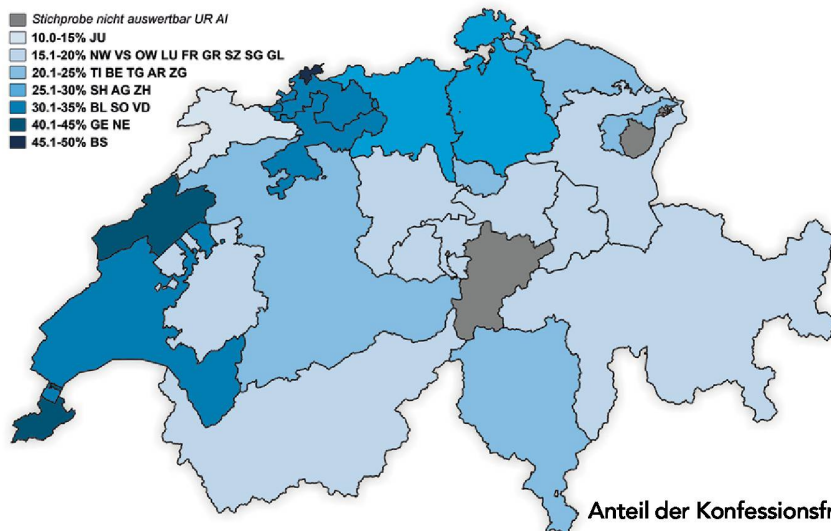 Stichprobe nicht auswertbar UR AI
10.0-15% JU
15.1-20% NW VS OW LU FR GR SZ SG GL
20.1-25% TI BE TG AR ZG
25.1-30% SH AG ZH
30.1-35% BL SO VD
40.1-45% GE NE
45.1-50% BS
Anteil der Konfessionsfr